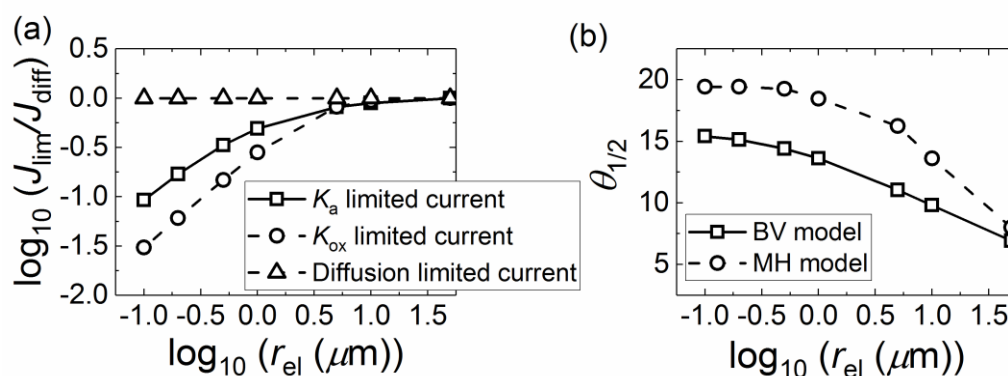 (a)
log10 (Jlim/Jdiff)
0.5
0.0
-0.5
-1.0
-1.5
-2.0
Ka limited current
Kox limited current
Diffusion limited current
-1.0 -0.5 0.0 0.5 1.0 1.5
log10 (rel (μm))
(b)
θ1/2
20
15
10
5
BV model
MH model
-1.0 -0.5 0.0 0.5 1.0 1.5
log10 (rel (μm))